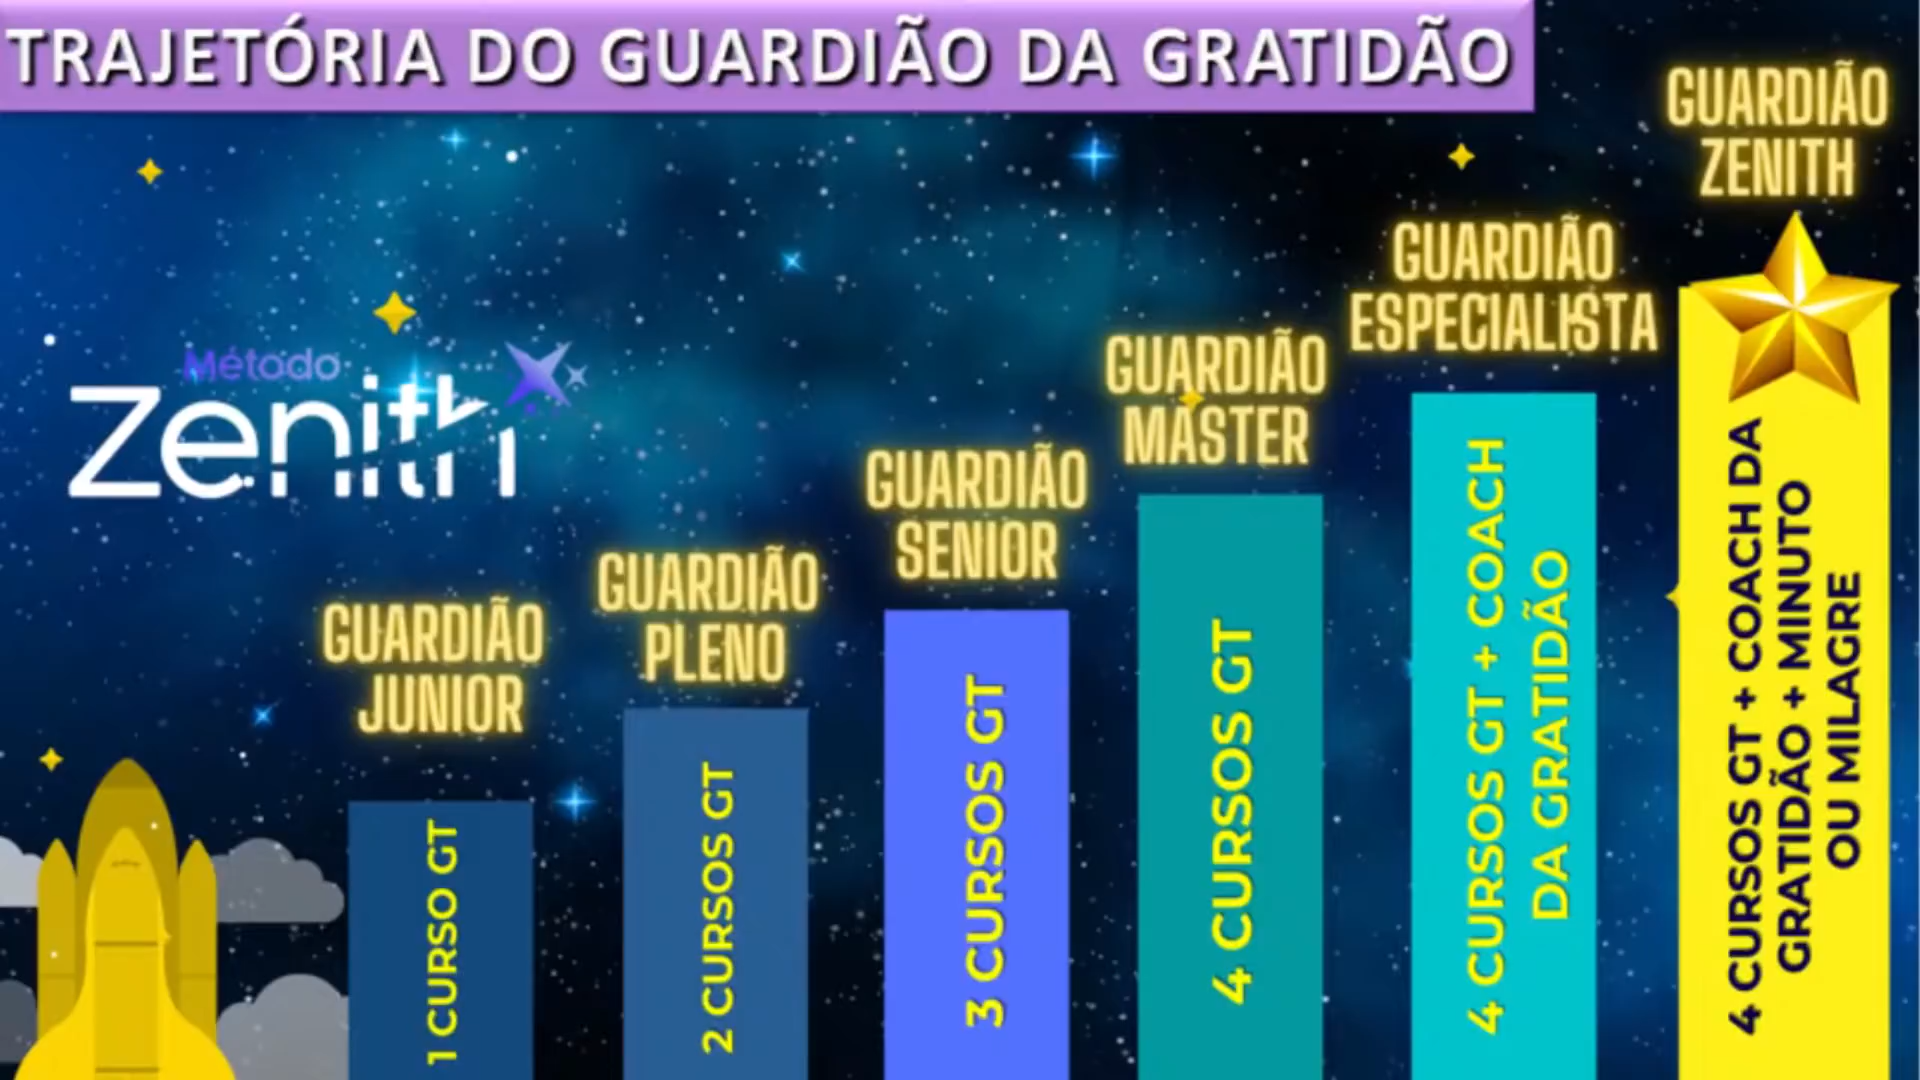 TRAJETÓRIA DO GUARDIÃO DA GRATIDÃO
Método
Zenith
GUARDIÃO
JUNIOR
1 CURSO GT
GUARDIÃO
PLENO
2 CURSOS GT
GUARDIÃO
SENIOR
3 CURSOS GT
GUARDIÃO
MASTER
4 CURSOS GT
GUARDIÃO
ESPECIALISTA
4 CURSOS GT + COACH
DA GRATIDÃO
GUARDIÃO
ZENITH
4 CURSOS GT + COACH DA
GRATIDÃO + MINUTO
OU MILAGRE